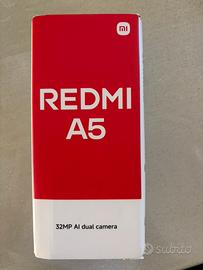 mi
REDMI
A5
32MP AI dual camera
subito